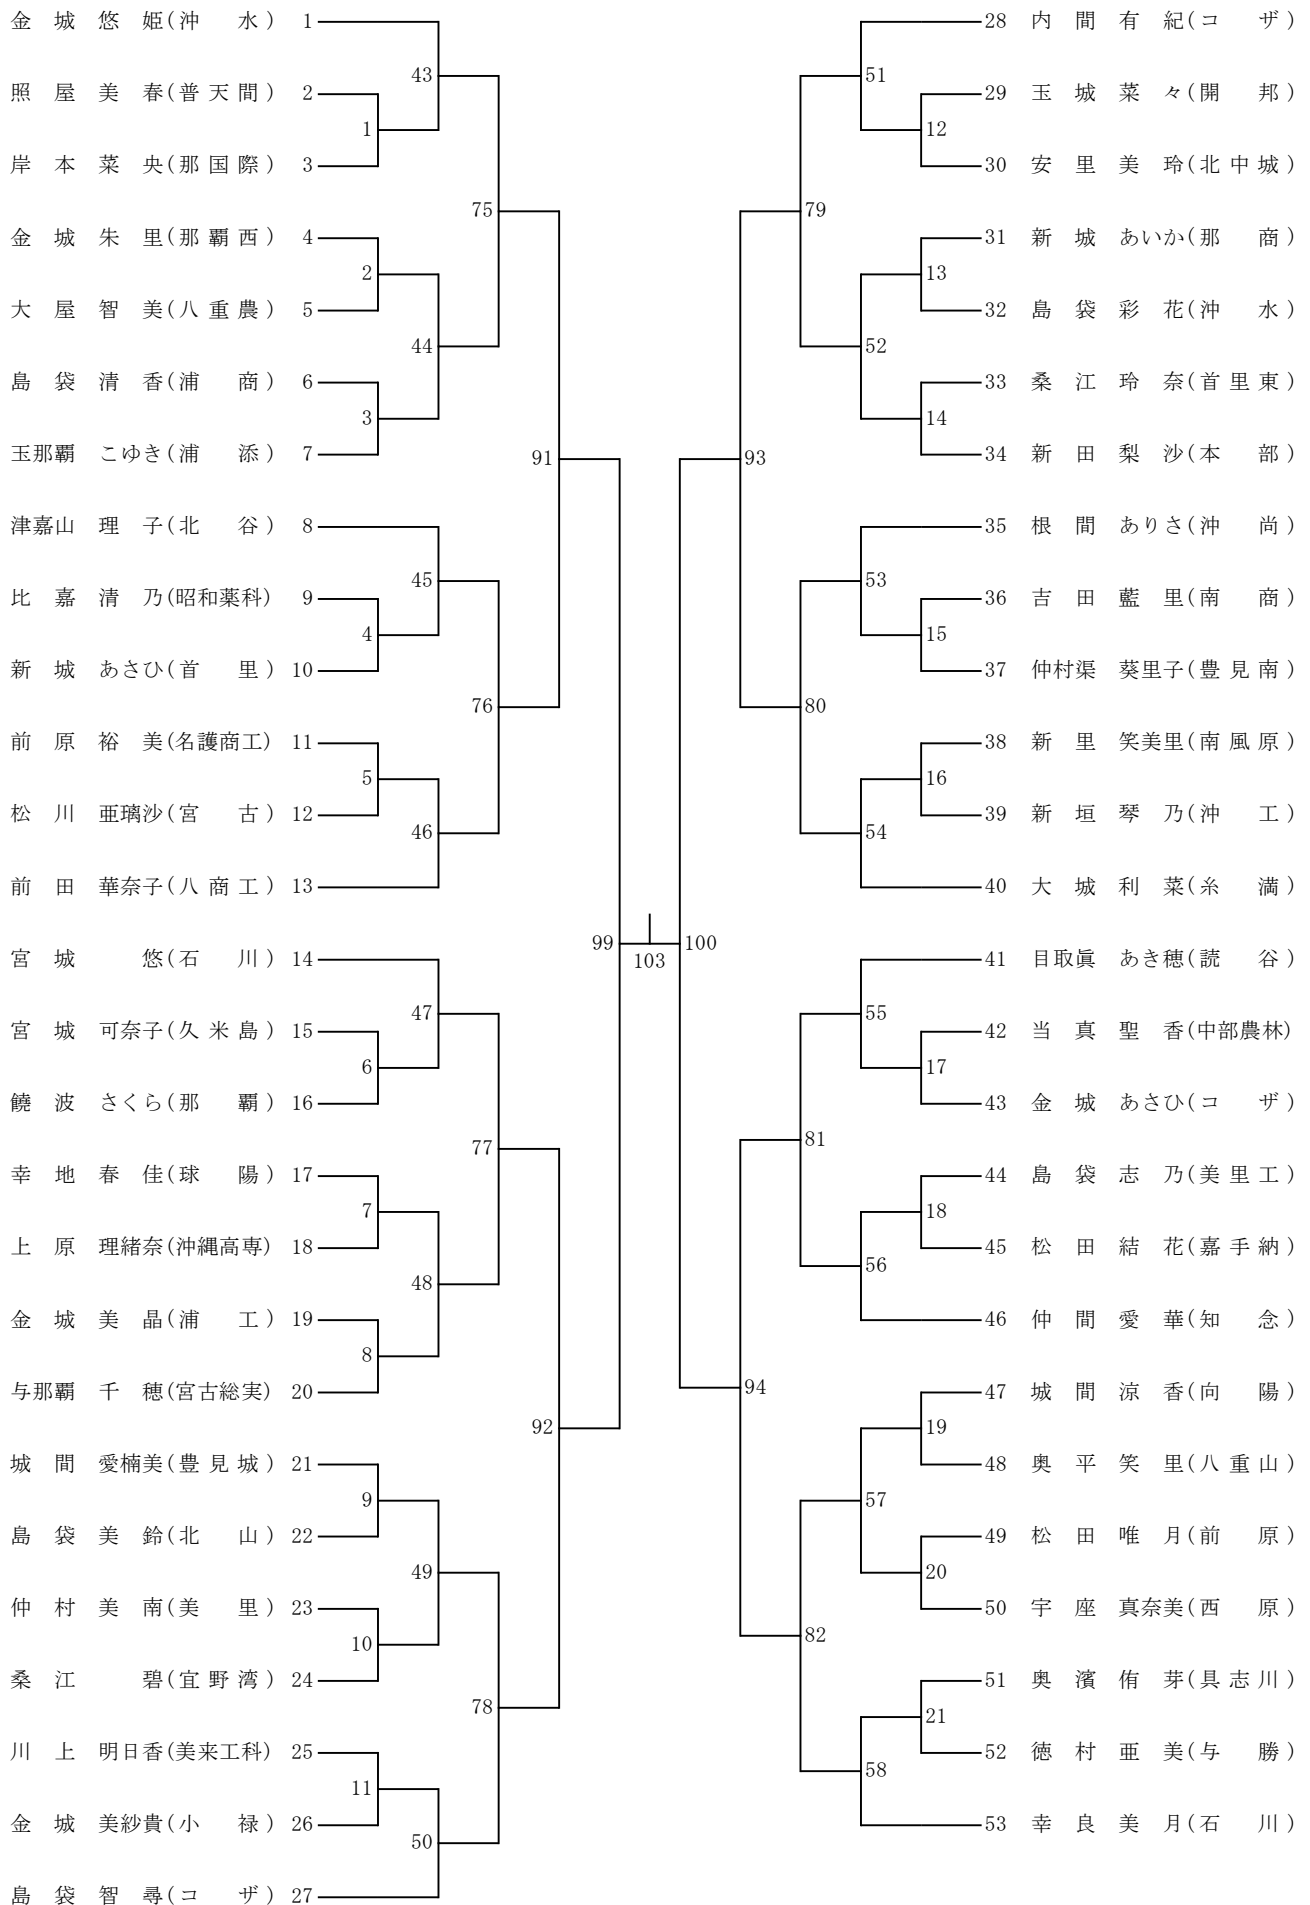 金城 悠姫(沖水) 1
43
照屋 美春(普天間) 2
1
岸本 菜央(那国際) 3
75
金城 朱里(那覇西) 4
2
大屋 智美(八重農) 5
44
島袋 清香(浦商) 6
3
玉那覇 こゆき(浦添) 7
91
津嘉山 理子(北谷) 8
45
比嘉 清乃(昭和薬科) 9
4
新城 あさひ(首里) 10
76
前原 裕美(名護商工) 11
5
松川 亜璃沙(宮古) 12
46
前田 華奈子(八商工) 13
99
宮城 悠(石川) 14
47
宮城 可奈子(久米島) 15
6
饒波 さくら(那覇) 16
77
幸地 春佳(球陽) 17
7
上原 理緒奈(沖縄高専) 18
48
金城 美晶(浦工) 19
8
与那覇 千穂(宮古総実) 20
92
城間 愛楠美(豊見城) 21
9
島袋 美鈴(北山) 22
49
仲村 美南(美里) 23
10
桑江 碧(宜野湾) 24
78
川上 明日香(美来工科) 25
11
金城 美紗貴(小禄) 26
50
島袋 智尋(コザ) 27
103
28 内間 有紀(コザ)
51
29 玉城 菜々(開邦)
12
30 安里 美玲(北中城)
79
31 新城 あいか(那商)
13
32 島袋 彩花(沖水)
52
33 桑江 玲奈(首里東)
14
34 新田 梨沙(本部)
93
35 根間 ありさ(沖尚)
53
36 吉田 藍里(南商)
15
37 仲村渠 葵里子(豊見南)
80
38 新里 笑美里(南風原)
16
39 新垣 琴乃(沖工)
54
40 大城 利菜(糸満)
100
41 目取眞 あき穂(読谷)
55
42 当真 聖香(中部農林)
17
43 金城 あさひ(コザ)
81
44 島袋 志乃(美里工)
18
45 松田 結花(嘉手納)
56
46 仲間 愛華(知念)
94
47 城間 涼香(向陽)
19
48 奥平 笑里(八重山)
57
49 松田 唯月(前原)
20
50 宇座 真奈美(西原)
82
51 奥濱 侑芽(具志川)
21
52 徳村 亜美(与勝)
58
53 幸良 美月(石川)